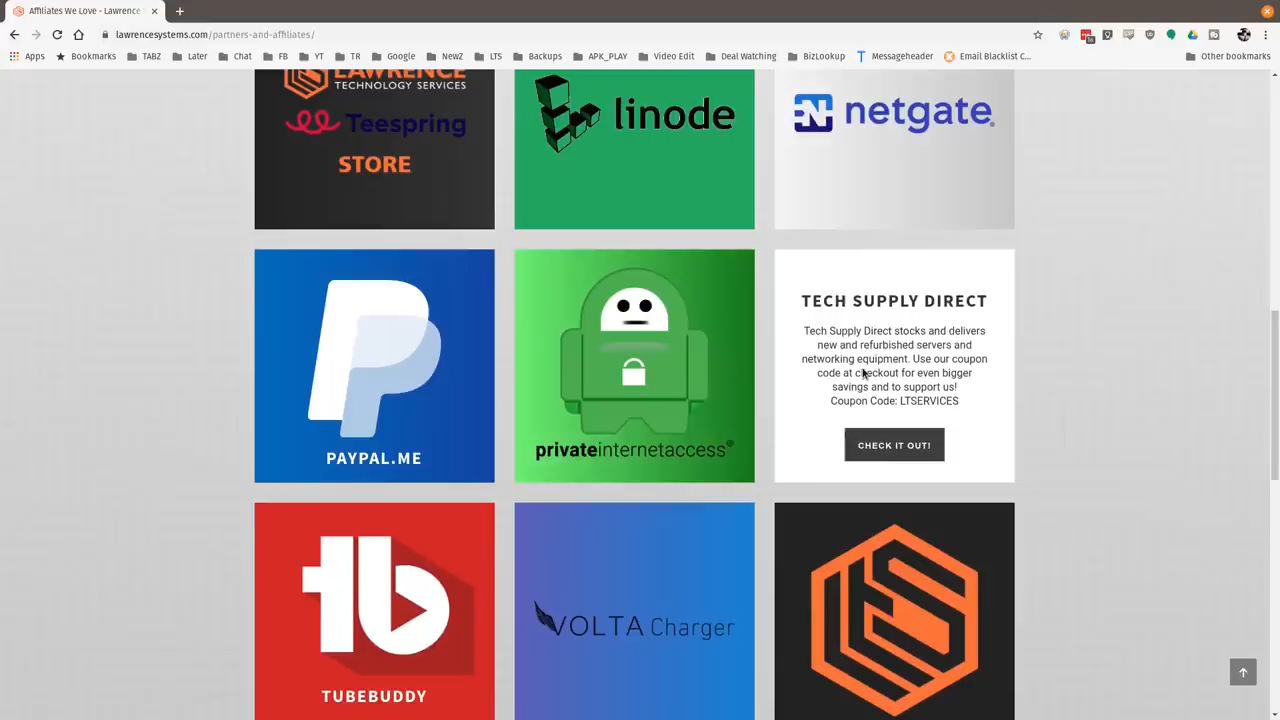 Affiliates We Love - Lawrence
lawrencesystems.com/partners-and-affiliates/
Apps Bookmarks TABZ Later Chat FB YT TR Google NewZ LTS Backups APK_PLAY Video Edit Deal Watching BizLookup Messageheader Email Blacklist C... Other bookmarks
LAWRENCE
TECHNOLOGY SERVICES
Teespring
STORE
linode
netgate
PAYPAL.ME
privateinternetaccess®
TECH SUPPLY DIRECT
Tech Supply Direct stocks and delivers
new and refurbished servers and
networking equipment. Use our coupon
code at checkout for even bigger
savings and to support us!
Coupon Code: LTSERVICES
CHECK IT OUT!
tb
TUBEBUDDY
VOLTA Charger